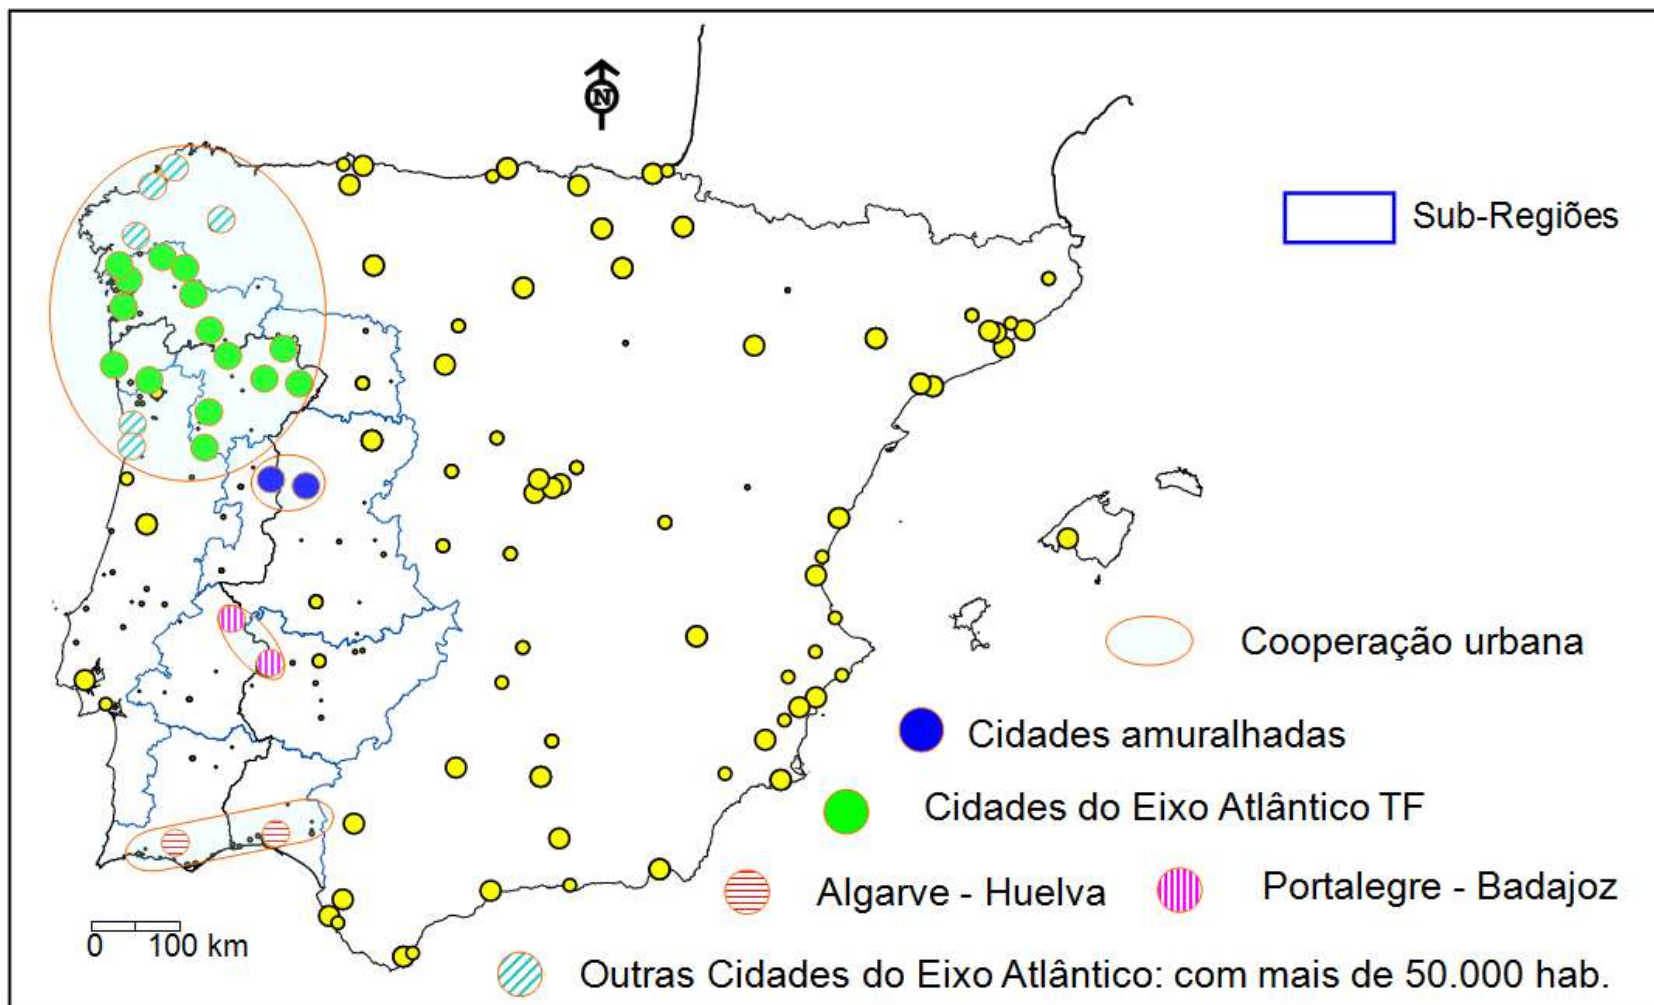 N
Sub-Regiões
Cooperação urbana
Cidades amuralhadas
Cidades do Eixo Atlântico TF
Algarve - Huelva
Portalegre - Badajoz
0 100 km
Outras Cidades do Eixo Atlântico: com mais de 50.000 hab.